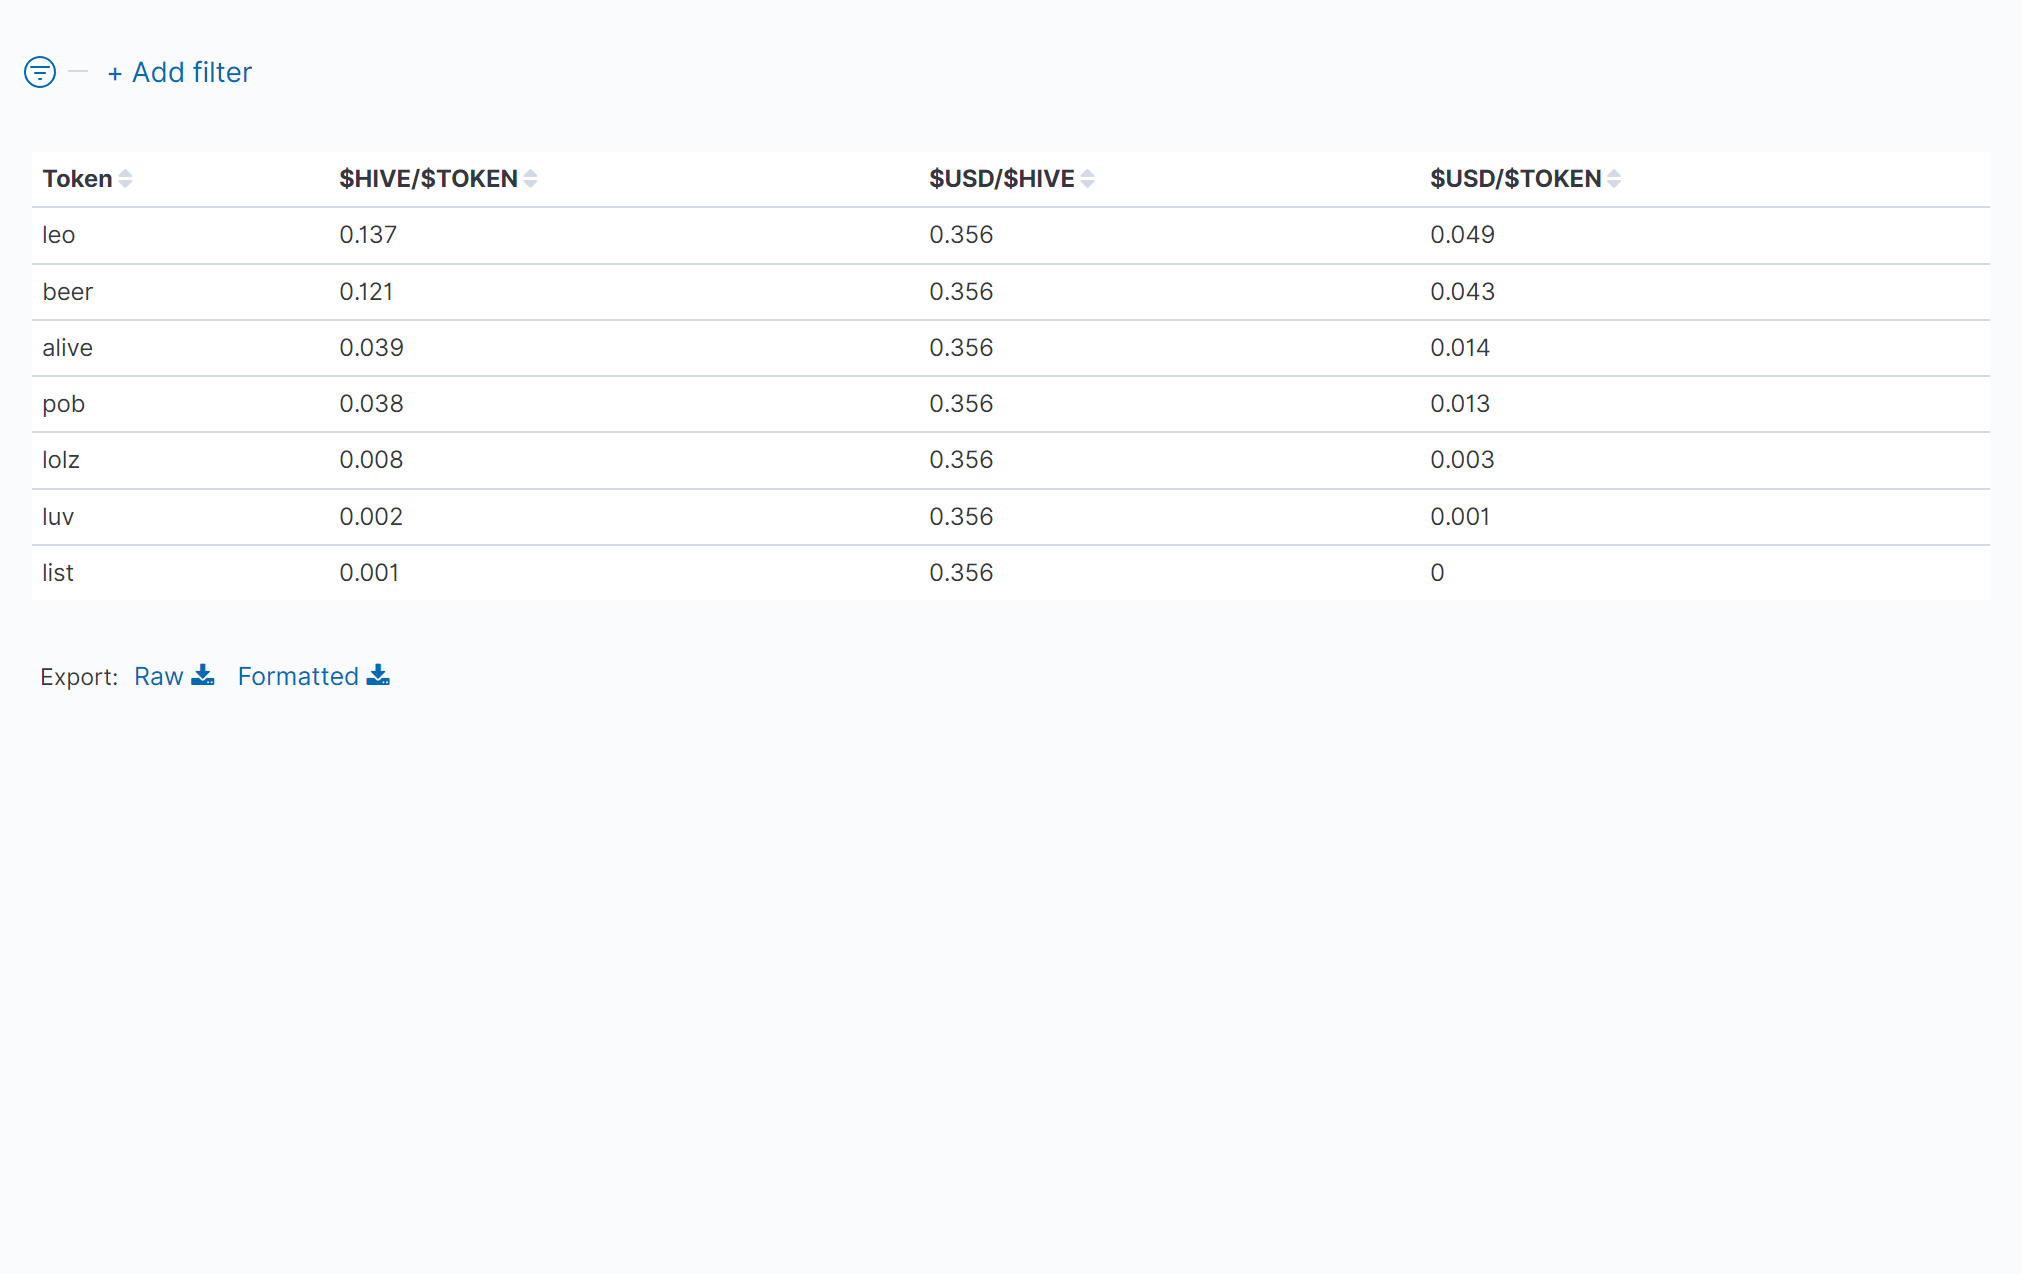 + Add filter
Token $HIVE/$TOKEN $USD/$HIVE $USD/$TOKEN
leo 0.137 0.356 0.049
beer 0.121 0.356 0.043
alive 0.039 0.356 0.014
pob 0.038 0.356 0.013
lolz 0.008 0.356 0.003
luv 0.002 0.356 0.001
list 0.001 0.356 0
Export: Raw Formatted